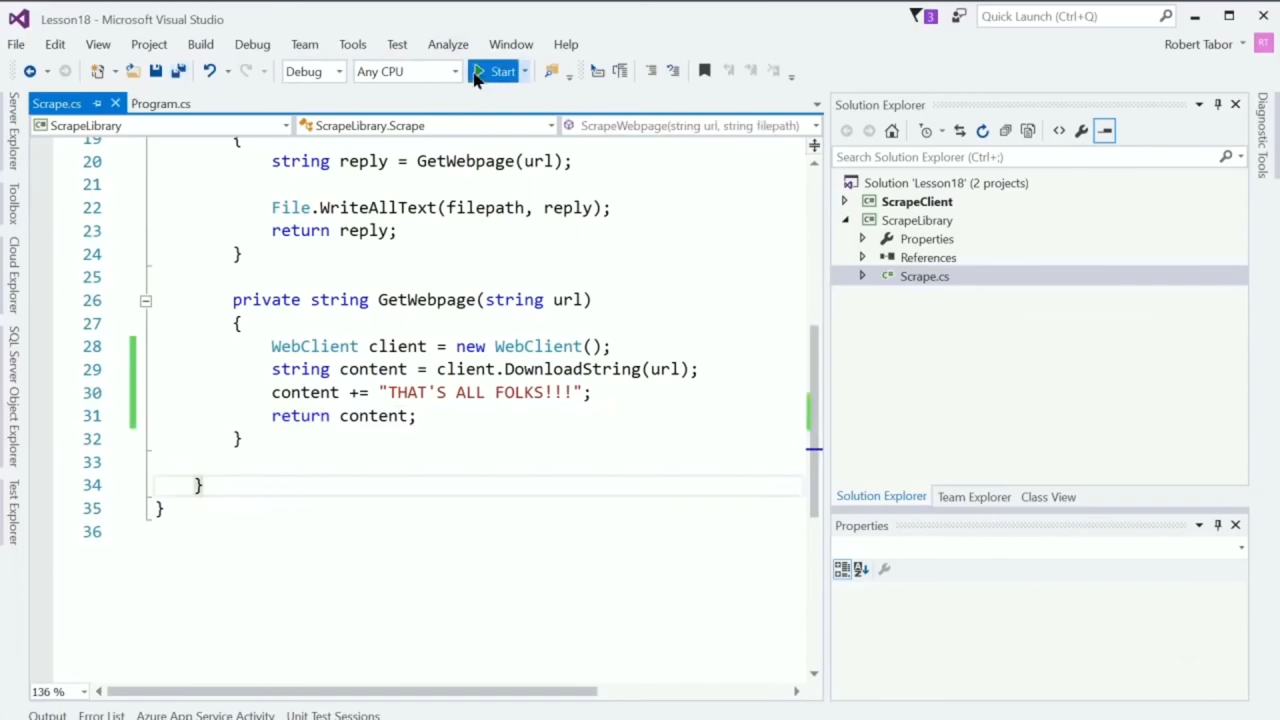 Lesson18 - Microsoft Visual Studio
3
Quick Launch (Ctrl+Q)
File Edit View Project Build Debug Team Tools Test Analyze Window Help
Robert Tabor
RT
Debug
Any CPU
Start
Scrape.cs
Program.cs
ScrapeLibrary
ScrapeLibrary.Scrape
ScrapeWebpage(string url, string filepath)
19 {
20 string reply = GetWebpage(url);
21
22 File.WriteAllText(filepath, reply);
23 return reply;
24 }
25
26 private string GetWebpage(string url)
27 {
28 WebClient client = new WebClient();
29 string content = client.DownloadString(url);
30 content += "THAT'S ALL FOLKS!!!";
31 return content;
32 }
33
34 }
35 }
36
136 %
Server Explorer
Toolbox
Cloud Explorer
SQL Server Object Explorer
Test Explorer
Solution Explorer
Search Solution Explorer (Ctrl+;)
Solution 'Lesson18' (2 projects)
ScrapeClient
ScrapeLibrary
Properties
References
C# Scrape.cs
Solution Explorer Team Explorer Class View
Properties
Diagnostic Tools
Output Error List Azure App Service Activity Unit Test Sessions